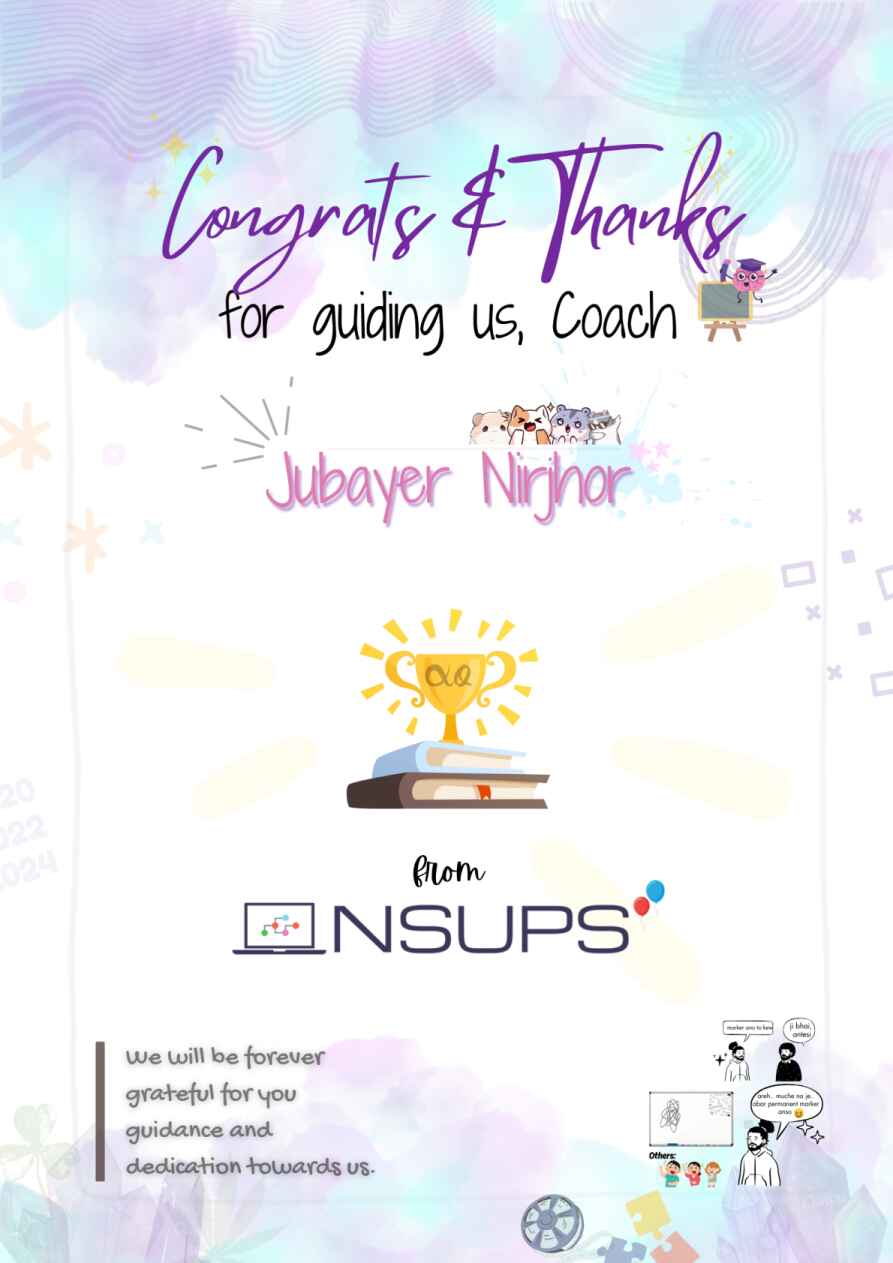 Congrats & Thanks
for guiding us, Coach
Jubayer Nirjhor
20
2022
2024
from
NSUPS
We will be forever
grateful for you
guidance and
dedication towards us.
marker ano to kew
ji bhai,
antesi
areh.. muche na je..
abar permanent marker
anso
Others: